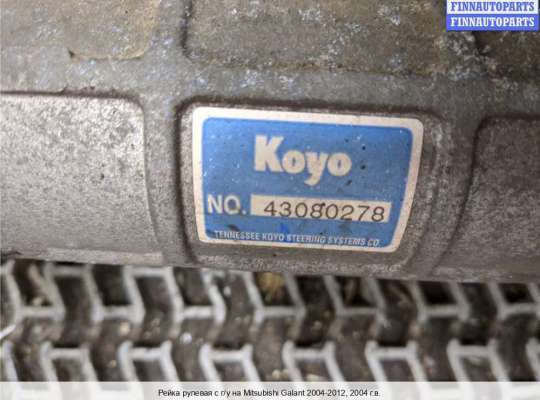 FINNAUTOPARTS
FINNAUTOPARTS
Koyo
NO. 43080278
TENNESSEE KOYO STEERING SYSTEMS CO
Рейка рулевая с г/у на Mitsubishi Galant 2004-2012, 2004 г.в.